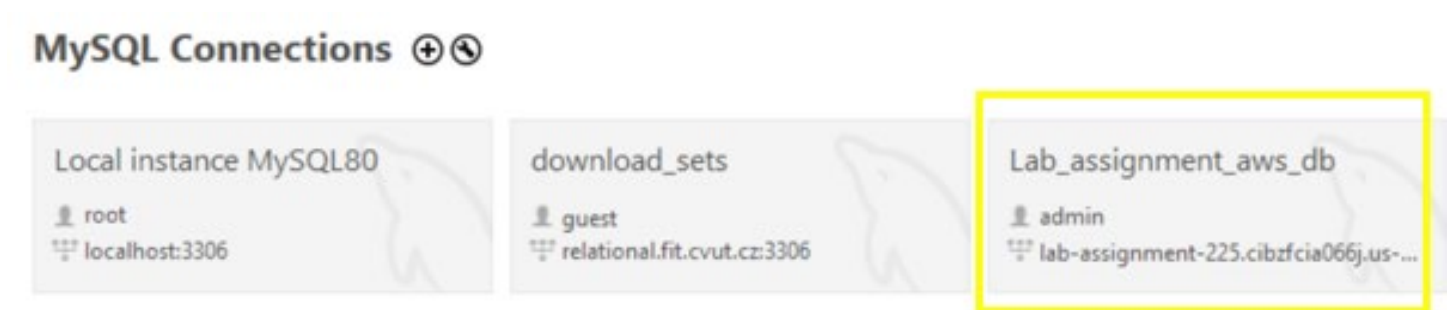 MySQL Connections
Local instance MySQL80
root
localhost:3306
download_sets
guest
relational.fit.cvut.cz:3306
Lab_assignment_aws_db
admin
lab-assignment-225.cibzfcia066j.us-...